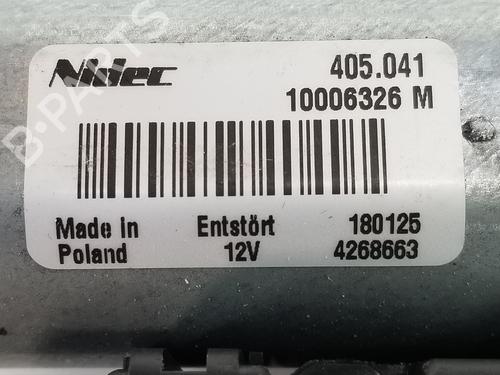 Nidec 405.041
10006326 M
Made in Entstört 180125
Poland 12V 4268663
B-PARTS